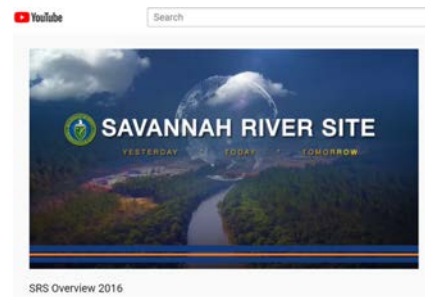 YouTube
Search
SAVANNAH RIVER SITE
YESTERDAY TODAY TOMORROW
SRS Overview 2016